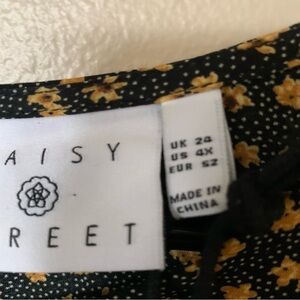 AISY
REET
UK 24
US 4X
EUR 52
MADE IN
CHINA